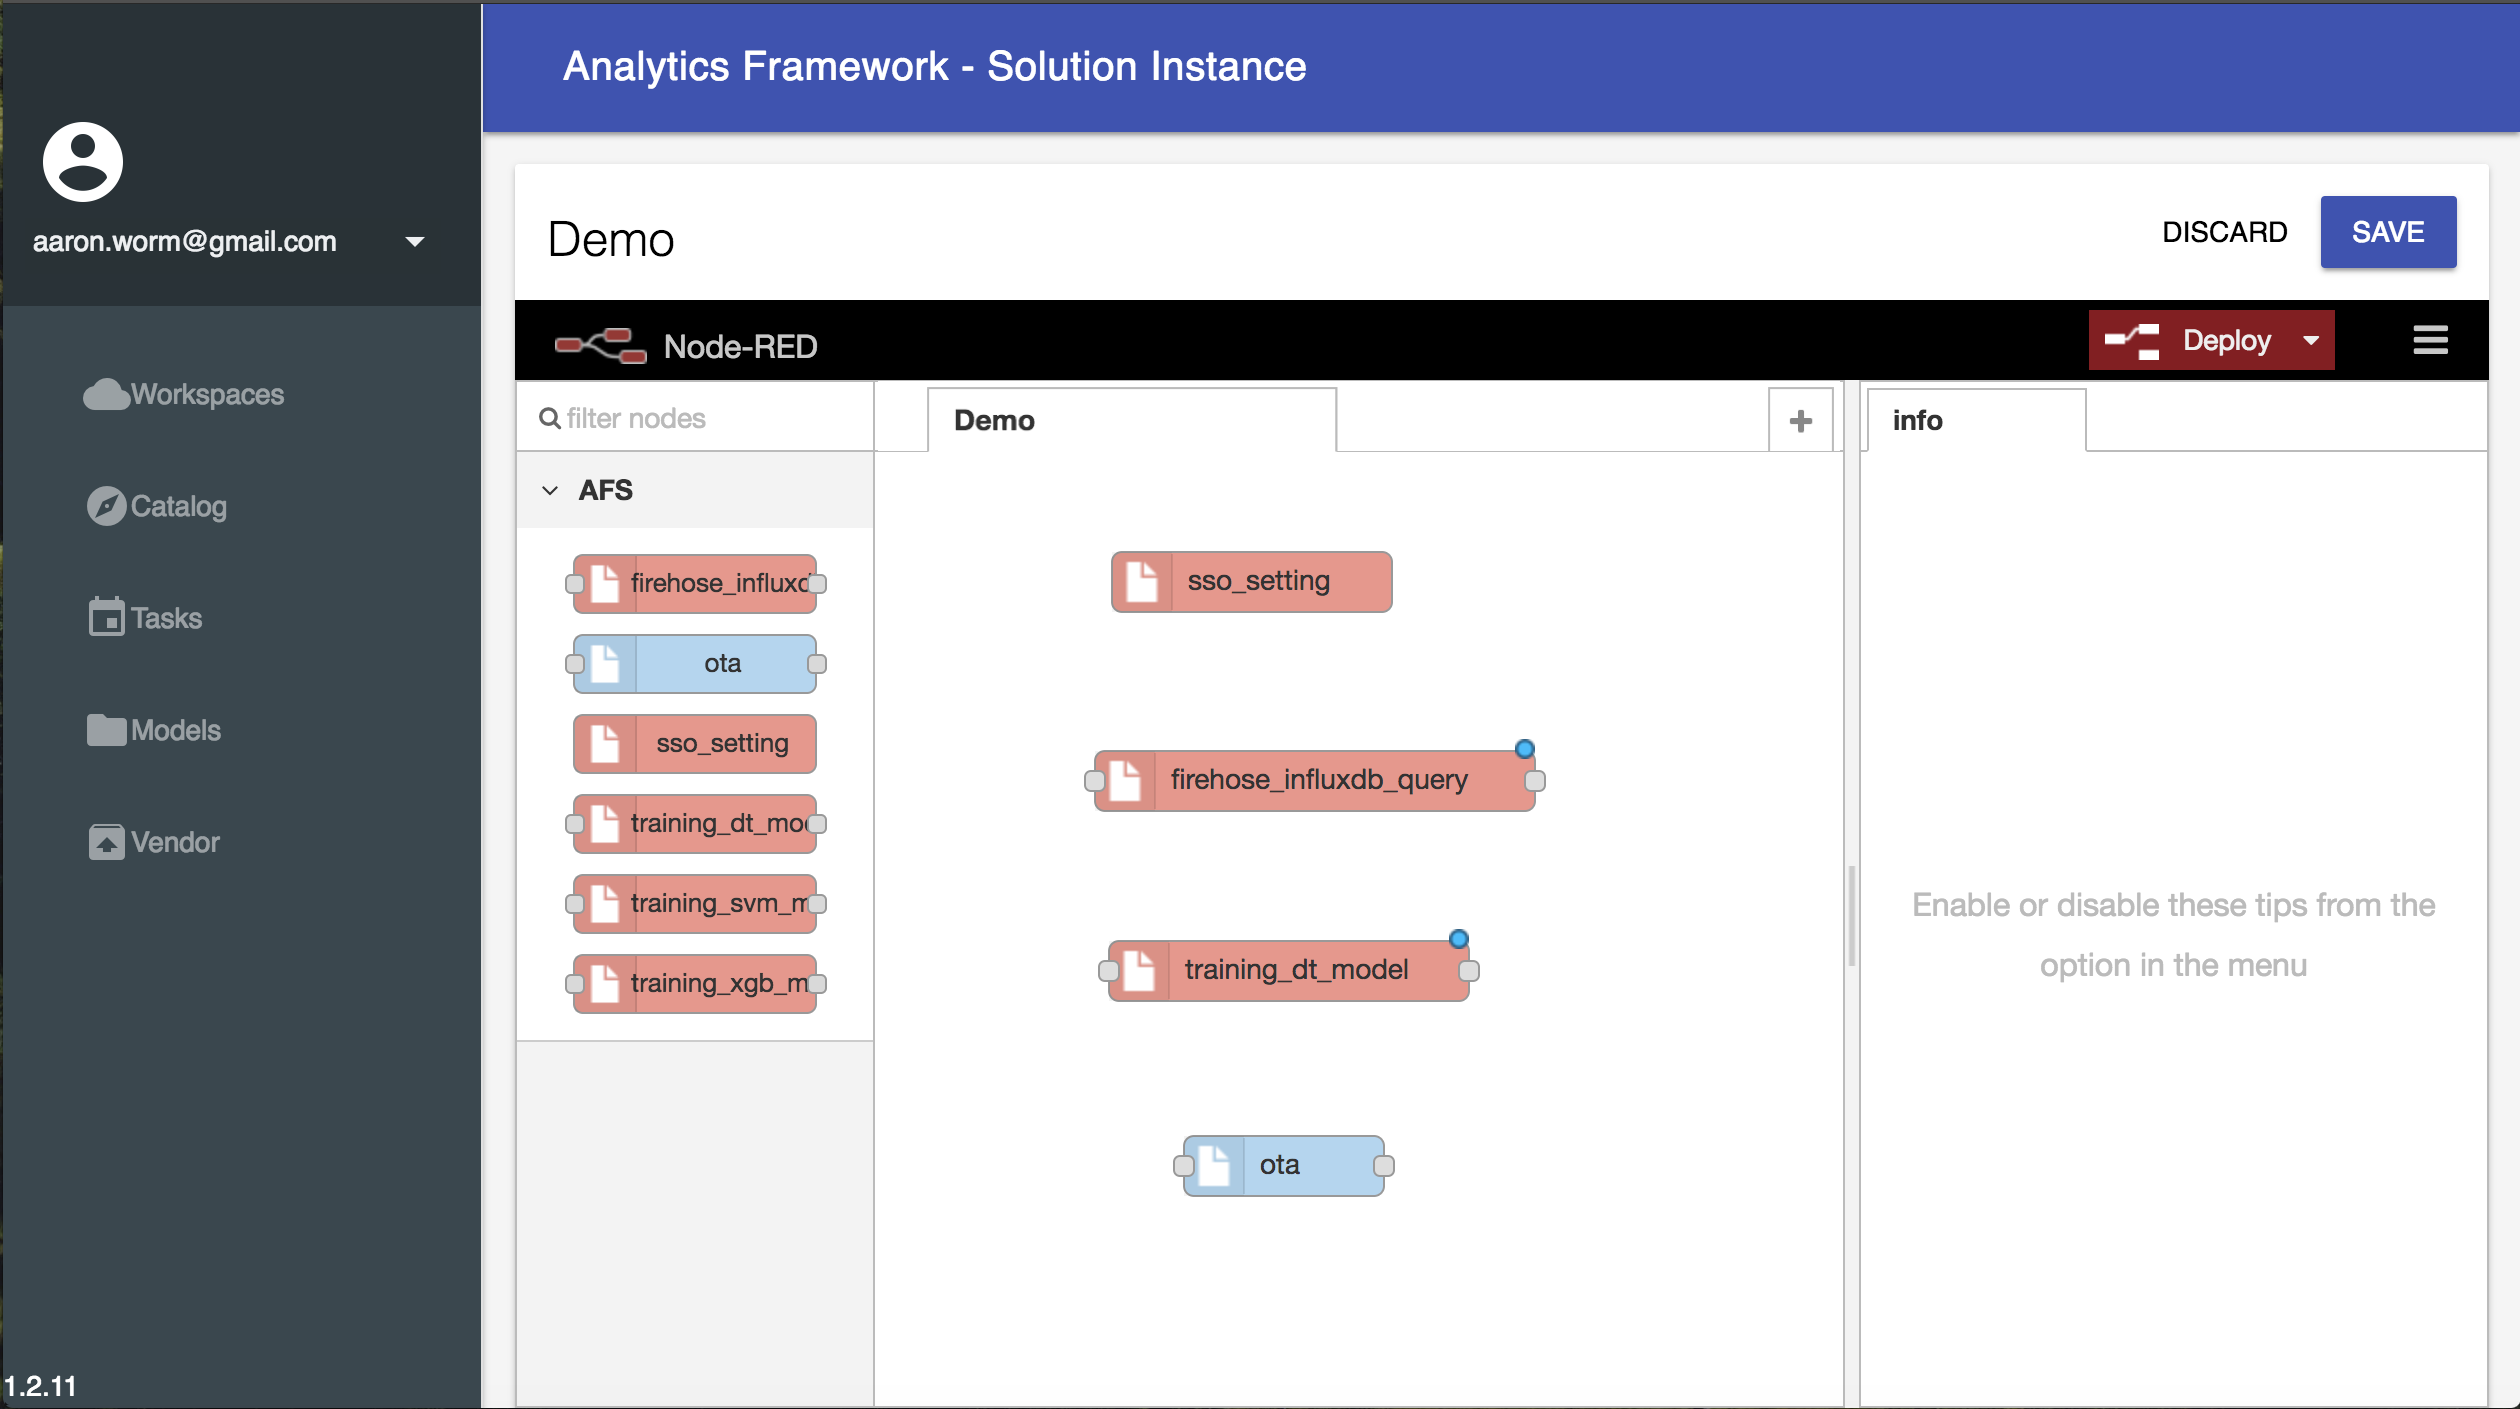 Analytics Framework - Solution Instance
aaron.worm@gmail.com
Workspaces
Catalog
Tasks
Models
Vendor
1.2.11
Demo
DISCARD
SAVE
Node-RED
Deploy
filter nodes
AFS
firehose_influxd
ota
sso_setting
training_dt_mod
training_svm_m
training_xgb_m
Demo
sso_setting
firehose_influxdb_query
training_dt_model
ota
info
Enable or disable these tips from the
option in the menu